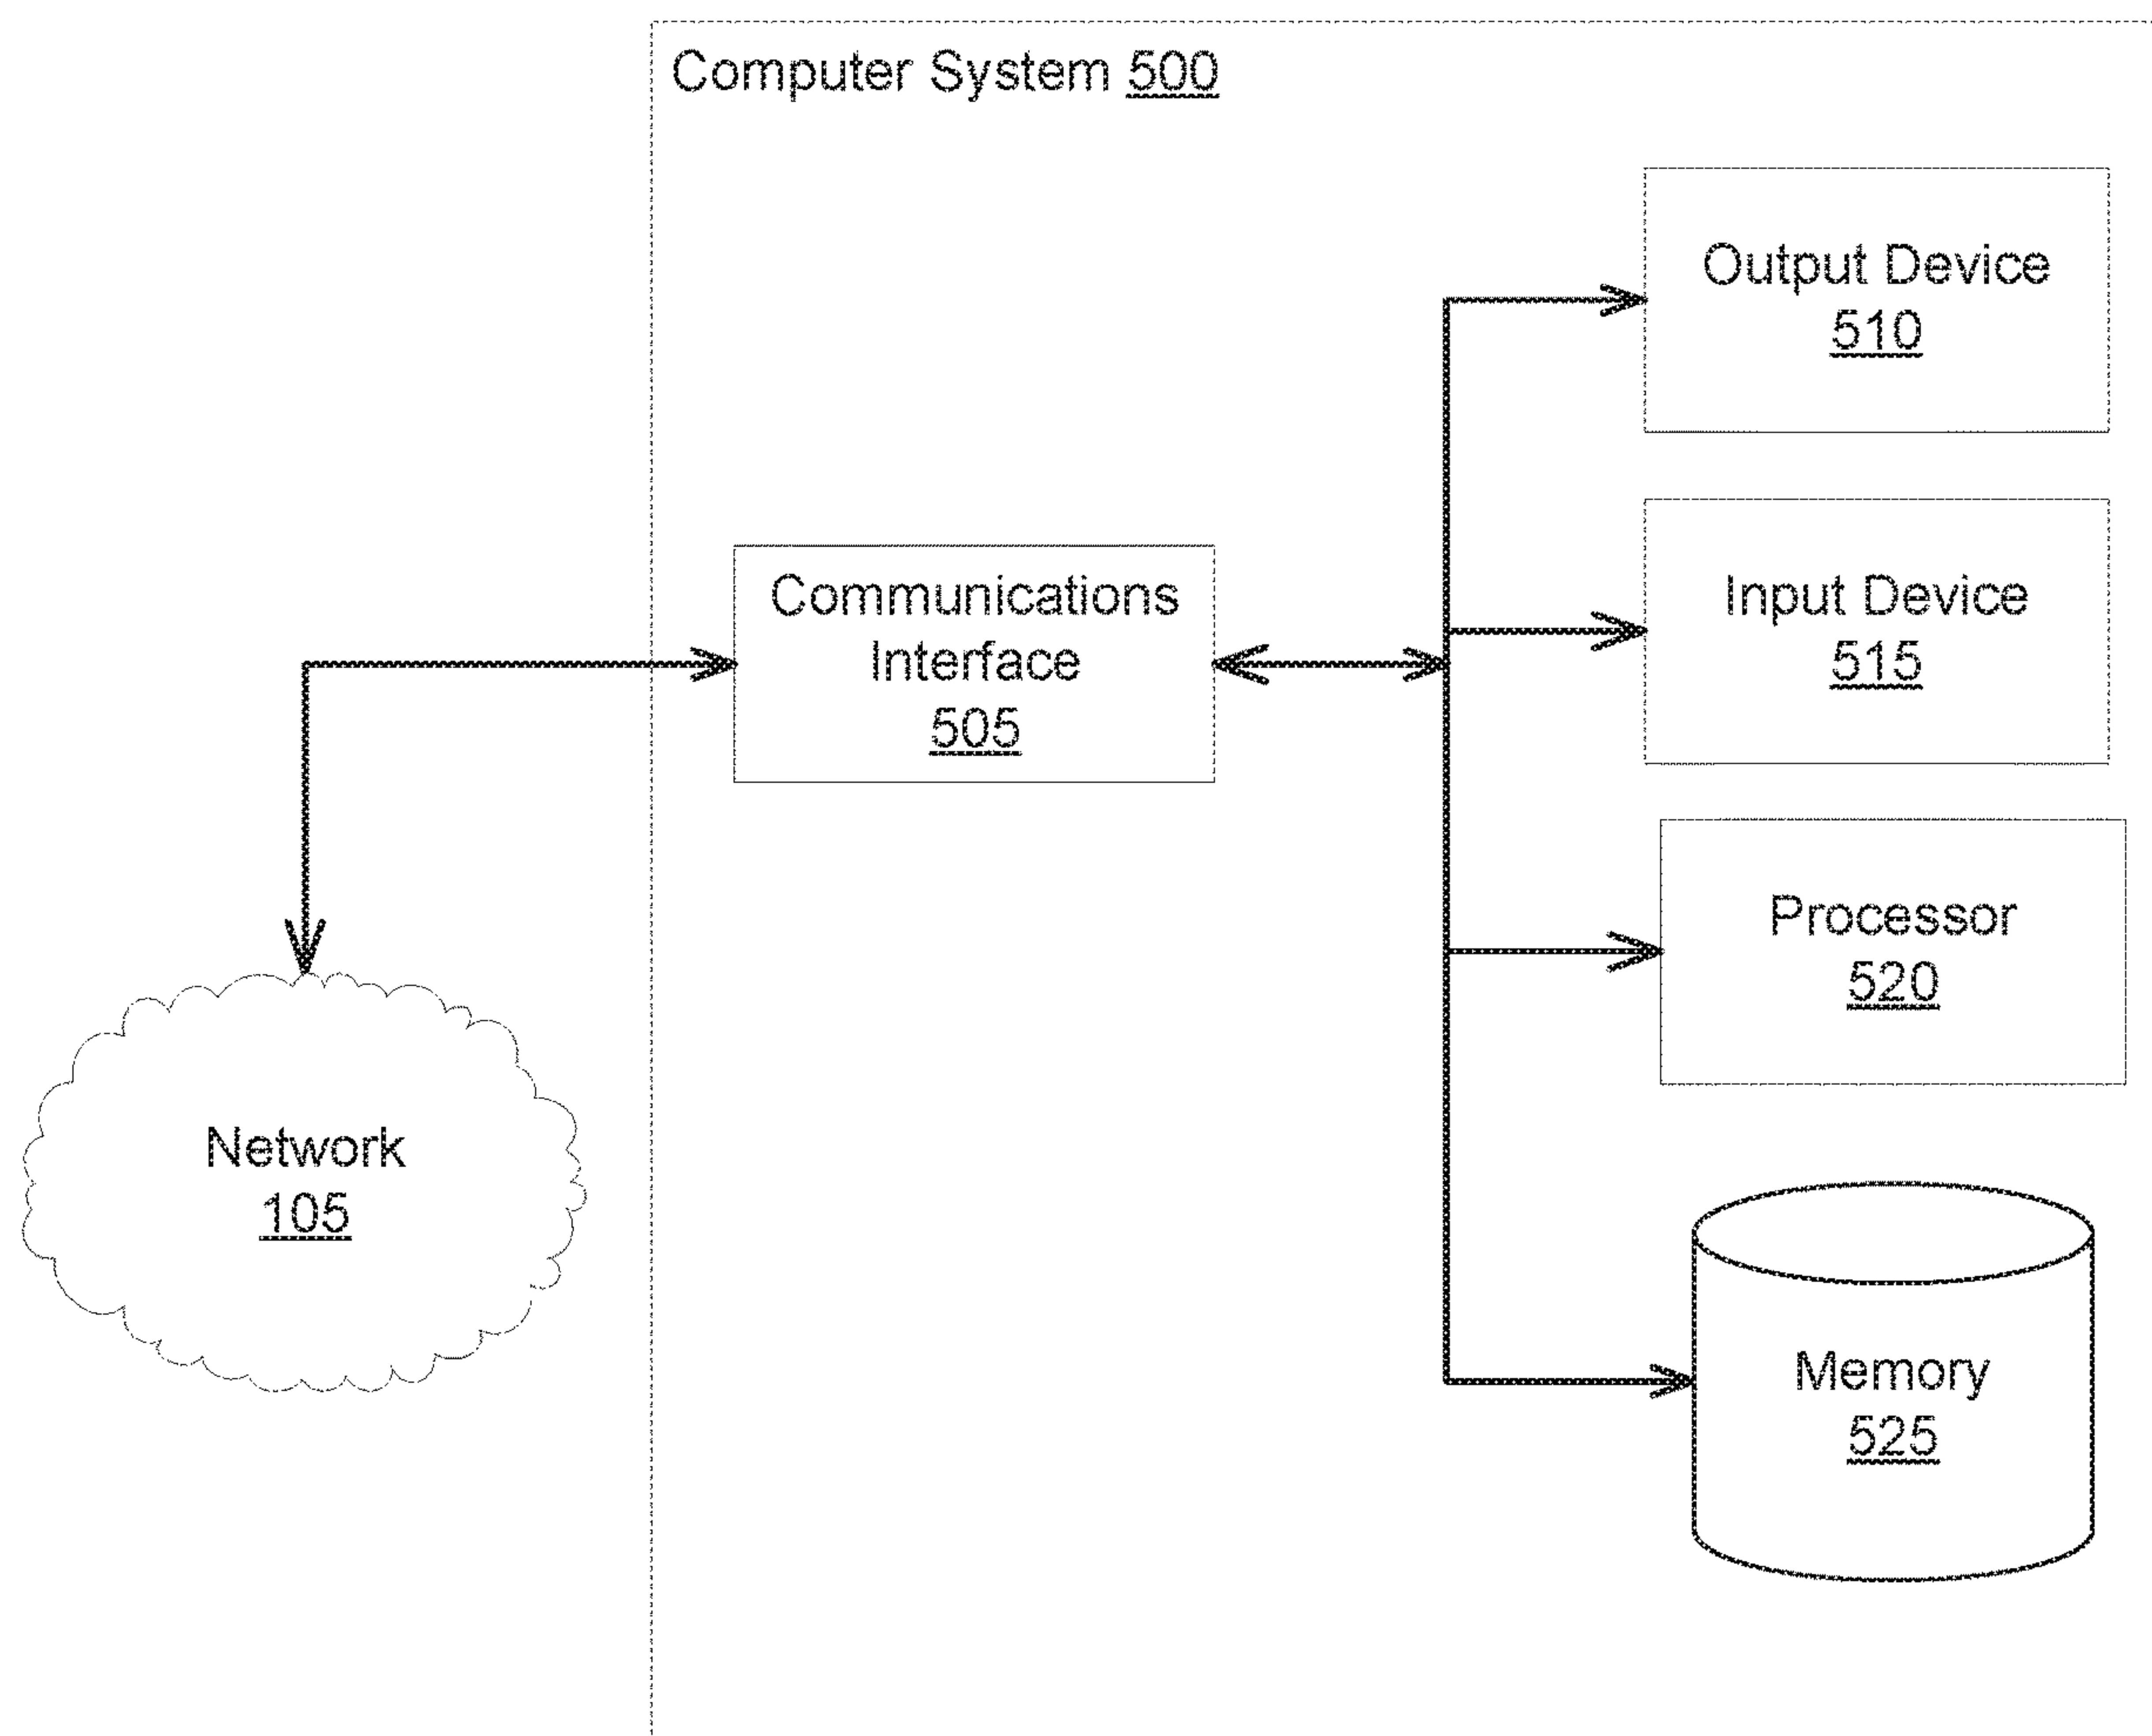 Computer System 500
Output Device
510
Input Device
515
Communications
Interface
505
Processor
520
Network
105
Memory
525